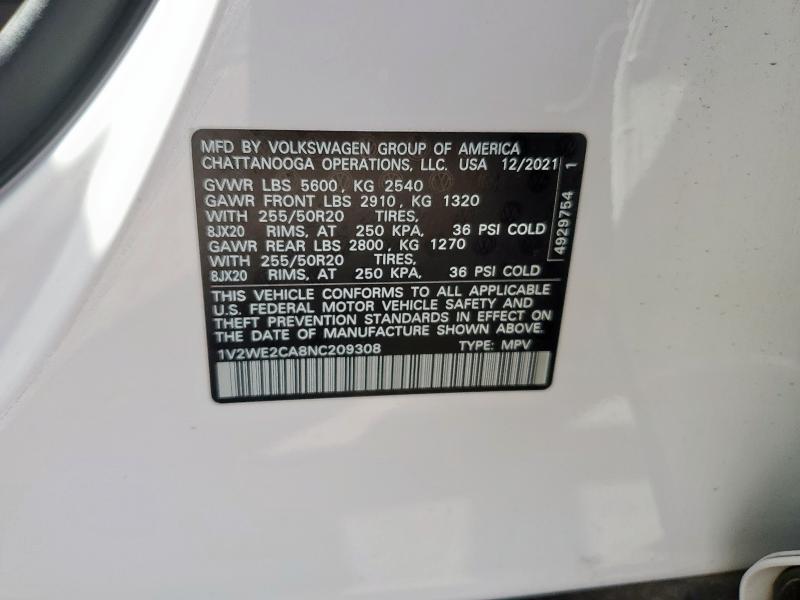 MFD BY VOLKSWAGEN GROUP OF AMERICA
CHATTANOOGA OPERATIONS, LLC. USA 12/2021
GVWR LBS 5600, KG 2540
GAWR FRONT LBS 2910, KG 1320
WITH 255/50R20 TIRES,
8JX20 RIMS, AT 250 KPA, 36 PSI COLD
GAWR REAR LBS 2800, KG 1270
WITH 255/50R20 TIRES,
8JX20 RIMS, AT 250 KPA, 36 PSI COLD
THIS VEHICLE CONFORMS TO ALL APPLICABLE
U.S. FEDERAL MOTOR VEHICLE SAFETY AND
THEFT PREVENTION STANDARDS IN EFFECT ON
THE DATE OF MANUFACTURE SHOWN ABOVE.
1V2WE2CA8NC209308 TYPE: MPV
4929754 1